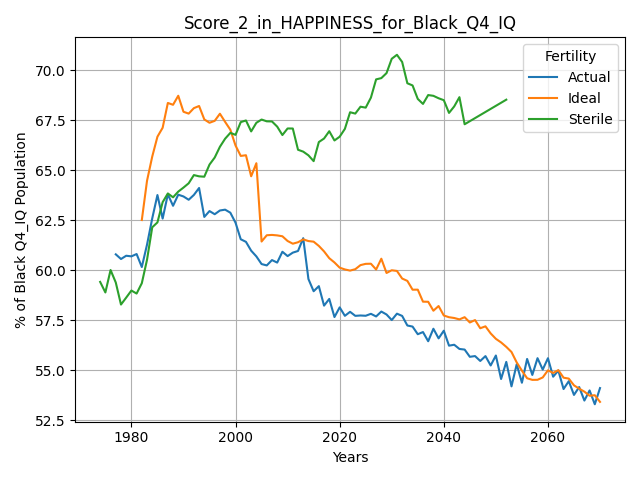 Score_2_in_HAPPINESS_for_Black_Q4_IQ
% of Black Q4_IQ Population
70.0
67.5
65.0
62.5
60.0
57.5
55.0
52.5
Fertility
Actual
Ideal
Sterile
1980
2000
2020
2040
2060
Years